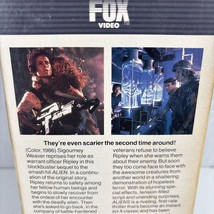 FOX
VIDEO
They're even scarier the second time around!
(Color, 1986) Sigourney
Weaver reprises her role as
warrant officer Ripley in this
blockbuster sequel to the
smash hit ALIEN. In a continu-
ation of the original story,
Ripley returns to safety among
her fellow human beings and
begins to slowly recover from
the ordeal of her encounter
with the deadly alien. Then
she's asked to go back, in the
company of battle-hardened
veterans who refuse to believe
Ripley when she warns them
about their enemy. But soon
they too come face to face with
the awesome creatures from
another world in a shattering
demonstration of hopeless
terror. With its stunning spe-
cial effects, tension-filled
script and unending surprises,
ALIENS is a riveting, first-rate
thriller that's become an instant
sci-fi classic and has been